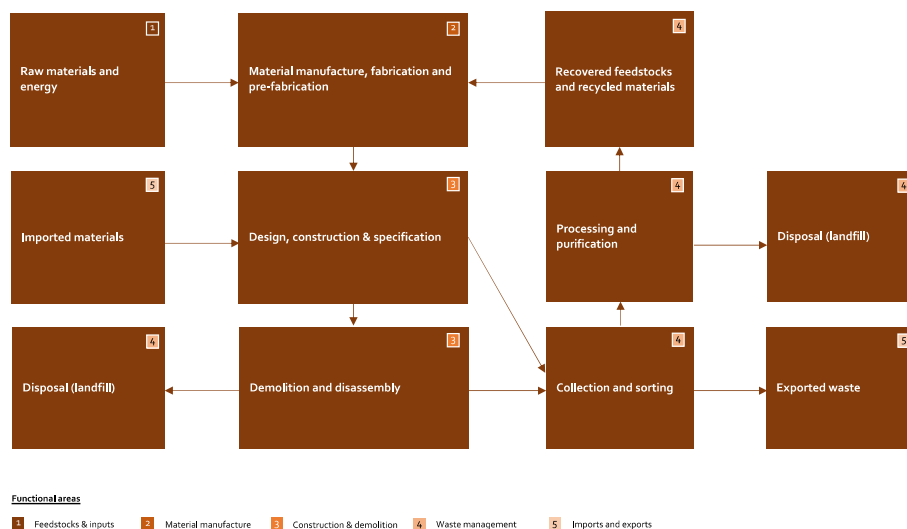 1
Raw materials and
energy
2
Material manufacture, fabrication and
pre-fabrication
4
Recovered feedstocks
and recycled materials
5
Imported materials
3
Design, construction & specification
4
Processing and
purification
4
Disposal (landfill)
4
Disposal (landfill)
3
Demolition and disassembly
4
Collection and sorting
5
Exported waste
Functional areas
1 Feedstocks & inputs
2 Material manufacture
3 Construction & demolition
4 Waste management
5 Imports and exports